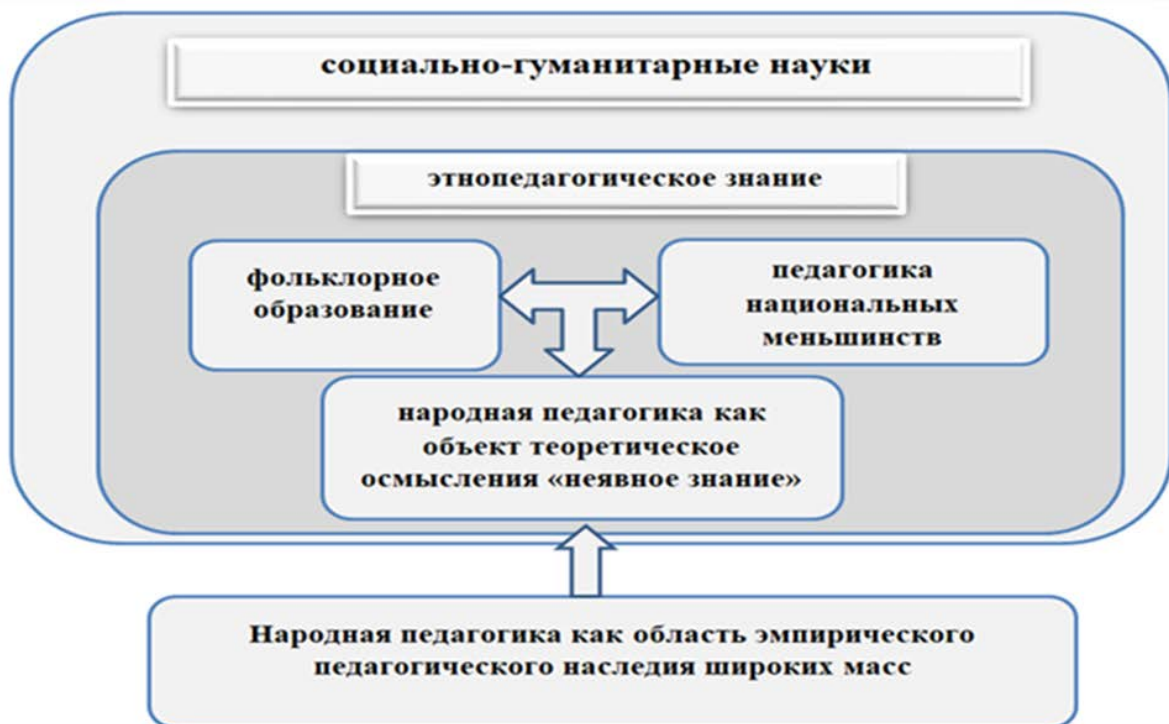 социально-гуманитарные науки
этнопедагогическое знание
фольклорное
образование
педагогика
национальных
меньшинств
народная педагогика как
объект теоретическое
осмысления «неявное знание»
Народная педагогика как область эмпирического
педагогического наследия широких масс